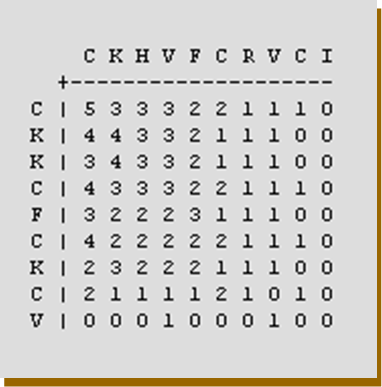 C K H V F C R V C I
+--------------------
C | 5 3 3 3 2 2 1 1 1 0
K | 4 4 3 3 2 1 1 1 0 0
K | 3 4 3 3 2 1 1 1 0 0
C | 4 3 3 3 2 2 1 1 1 0
F | 3 2 2 2 3 1 1 1 0 0
C | 4 2 2 2 2 2 1 1 1 0
K | 2 3 2 2 2 1 1 1 0 0
C | 2 1 1 1 1 2 1 0 1 0
V | 0 0 0 1 0 0 0 1 0 0